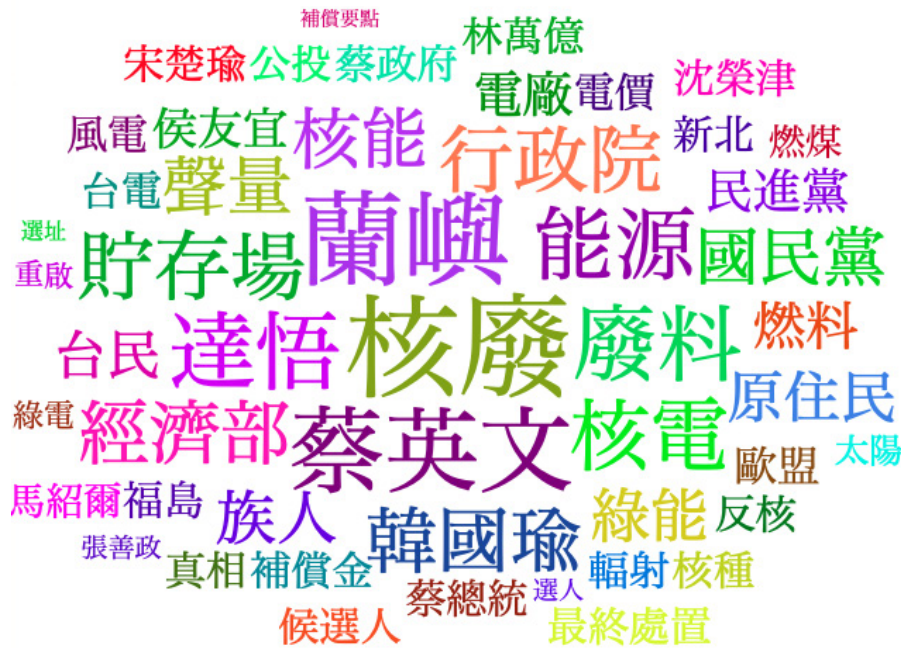 補償要點
林萬億
宋楚瑜 公投 蔡政府
電廠 電價 沈榮津
風電 侯友宜 核能 行政院 新北 燃煤
台電 聲量 民進黨
選址 貯存場 蘭嶼 能源 國民黨
重啟
台民 達悟 核廢 廢料 燃料
原住民
綠電 經濟部 蔡英文 核電 歐盟 太陽
馬紹爾 福島 族人 韓國瑜 綠能 反核
張善政
真相 補償金 蔡總統 選人 輻射 核種
候選人 最終處置